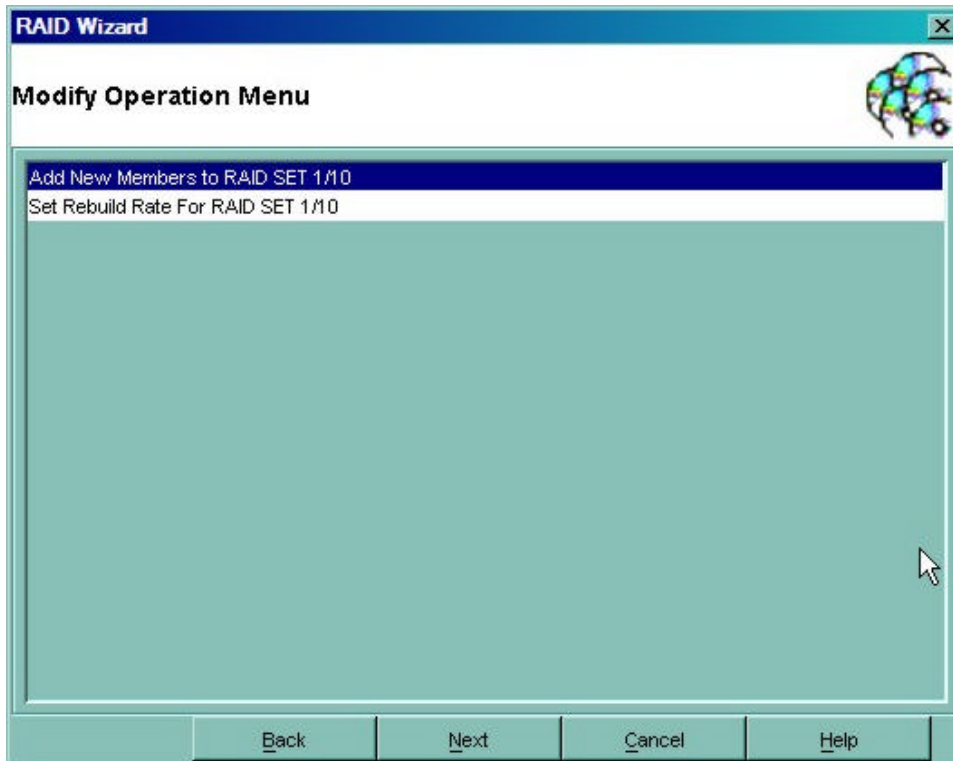 RAID Wizard
Modify Operation Menu
Add New Members to RAID SET 1/10
Set Rebuild Rate For RAID SET 1/10
Back Next Cancel Help